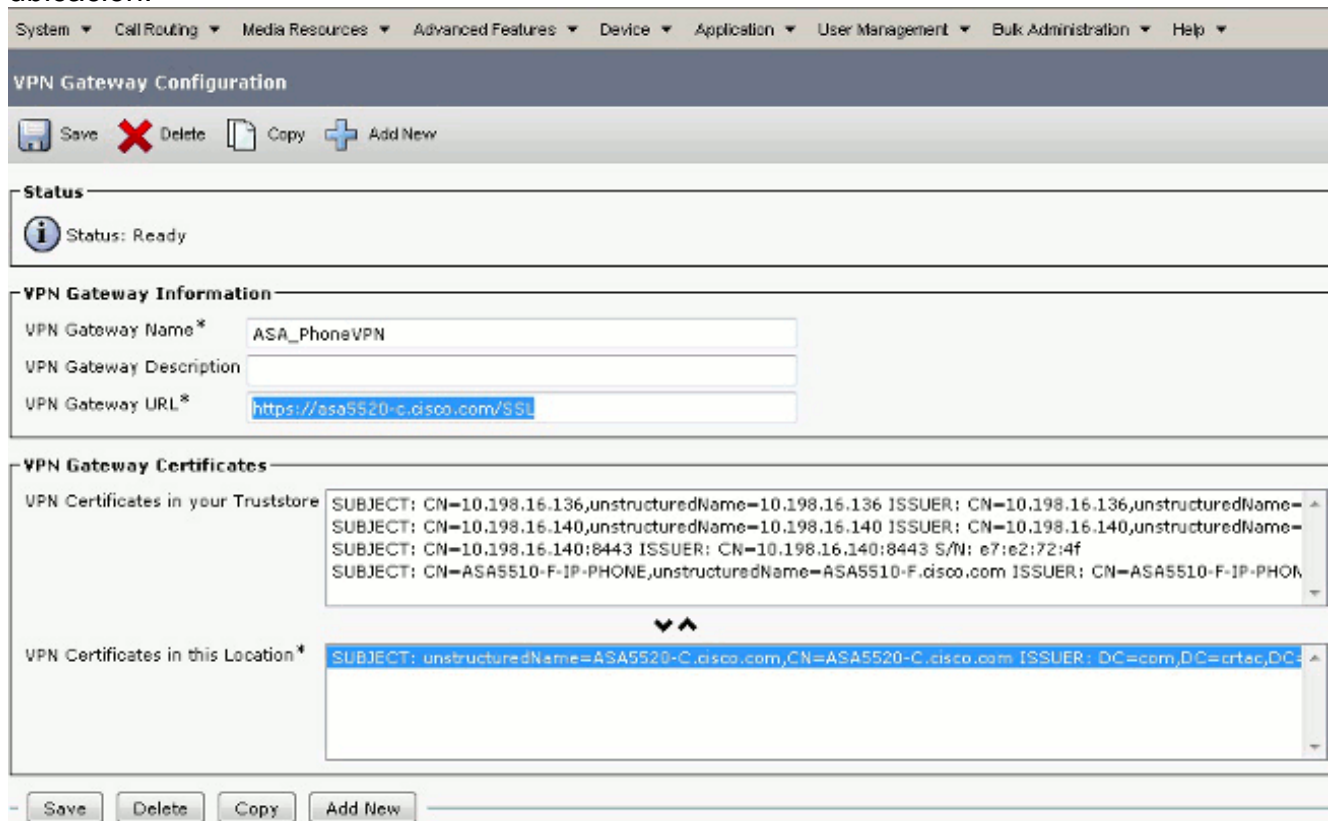 ubicación.
System Call Routing Media Resources Advanced Features Device Application User Management Bulk Administration Help
VPN Gateway Configuration
Save Delete Copy Add New
Status
Status: Ready
VPN Gateway Information
VPN Gateway Name* ASA_PhoneVPN
VPN Gateway Description
VPN Gateway URL* https://asa5520-c.cisco.com/SSL
VPN Gateway Certificates
VPN Certificates in your Truststore SUBJECT: CN=10.198.16.136,unstructuredName=10.198.16.136 ISSUER: CN=10.198.16.136,unstructuredName=
SUBJECT: CN=10.198.16.140,unstructuredName=10.198.16.140 ISSUER: CN=10.198.16.140,unstructuredName=
SUBJECT: CN=10.198.16.140:8443 ISSUER: CN=10.198.16.140:8443 S/N: e7:e2:72:4f
SUBJECT: CN=ASA5510-F-IP-PHONE,unstructuredName=ASA5510-F.cisco.com ISSUER: CN=ASA5510-F-IP-PHON
VPN Certificates in this Location* SUBJECT: unstructuredName=ASA5520-C.cisco.com,CN=ASA5520-C.cisco.com ISSUER: DC=com,DC=crtac,DC=
Save Delete Copy Add New